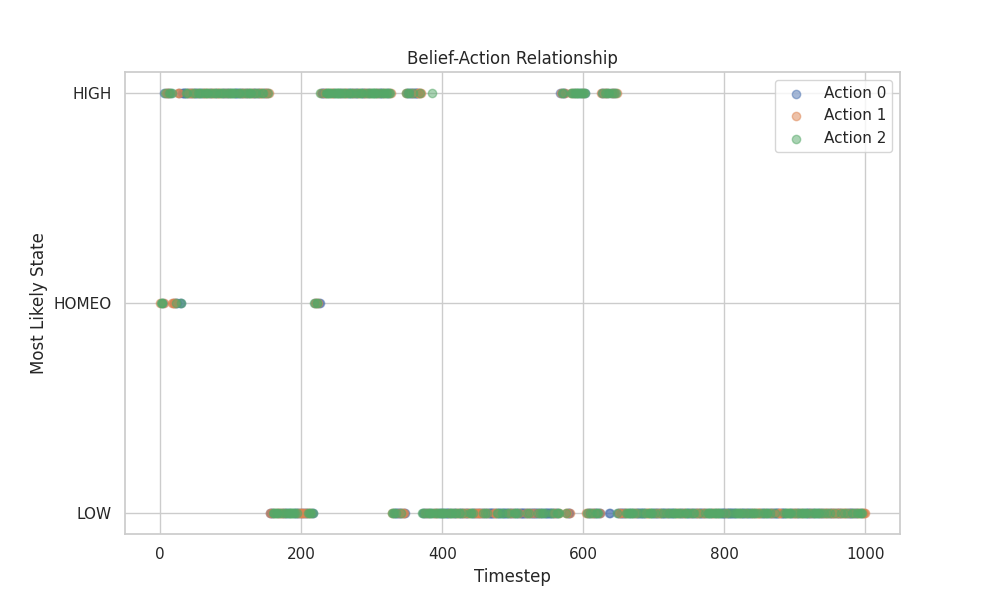 Belief-Action Relationship
HIGH
HOMEO
LOW
Most Likely State
Action 0
Action 1
Action 2
0
200
400
600
800
1000
Timestep